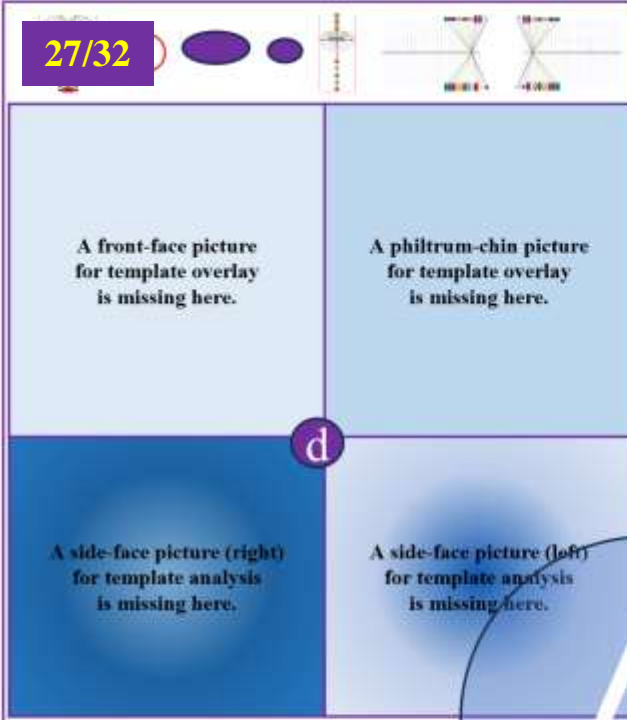 27/32
A front-face picture
for template overlay
is missing here.
A philtrum-chin picture
for template overlay
is missing here.
d
A side-face picture (right)
for template analysis
is missing here.
A side-face picture (left)
for template analysis
is missing here.